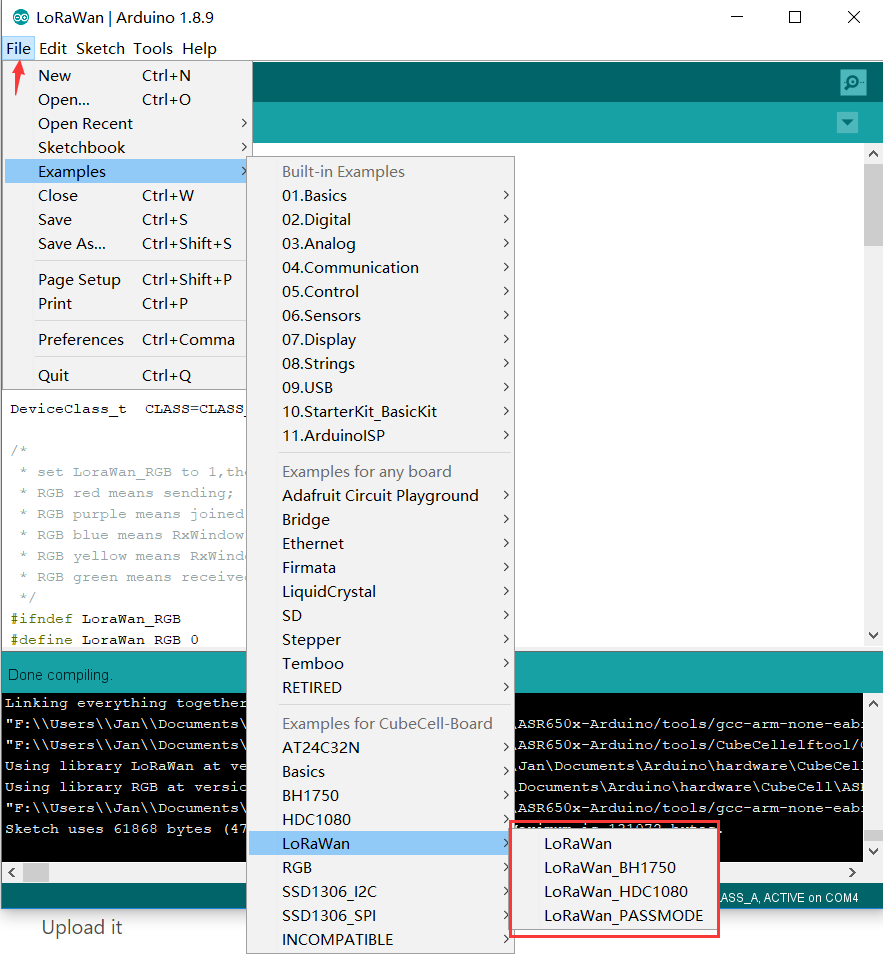 LoRaWan | Arduino 1.8.9
File Edit Sketch Tools Help
New Ctrl+N
Open... Ctrl+O
Open Recent
Sketchbook
Examples
Close Ctrl+W
Save Ctrl+S
Save As... Ctrl+Shift+S
Page Setup Ctrl+Shift+P
Print Ctrl+P
Preferences Ctrl+Comma
Quit Ctrl+Q
Built-in Examples
01.Basics
02.Digital
03.Analog
04.Communication
05.Control
06.Sensors
07.Display
08.Strings
09.USB
10.StarterKit_BasicKit
11.ArduinoISP
Examples for any board
Adafruit Circuit Playground
Bridge
Ethernet
Firmata
LiquidCrystal
SD
Stepper
Temboo
RETIRED
Examples for CubeCell-Board
AT24C32N
Basics
BH1750
HDC1080
LoRaWan
RGB
SSD1306_I2C
SSD1306_SPI
INCOMPATIBLE
LoRaWan
LoRaWan_BH1750
LoRaWan_HDC1080
LoRaWan_PASSMODE
DeviceClass_t CLASS=CLASS_
/*
* set LoraWan_RGB to 1,the
* RGB red means sending;
* RGB purple means joined
* RGB blue means RxWindow
* RGB yellow means RxWindo
* RGB green means received
*/
#ifndef LoraWan_RGB
#define LoraWan_RGB 0
Done compiling.
Linking everything together
"F:\\Users\\Jan\\Documents\ \ASR650x-Arduino/tools/gcc-arm-none-eabi
"F:\\Users\\Jan\\Documents\ \ASR650x-Arduino/tools/CubeCellelftool/
Using library LoRaWan at ve \Jan\Documents\Arduino\hardware\CubeCell
Using library RGB at versio \Documents\Arduino\hardware\CubeCell\ASR
"F:\\Users\\Jan\\Documents\ \ASR650x-Arduino/tools/gcc-arm-none-eabi
Sketch uses 61868 bytes (47 131072 bytes.
ASS_A, ACTIVE on COM4
Upload it